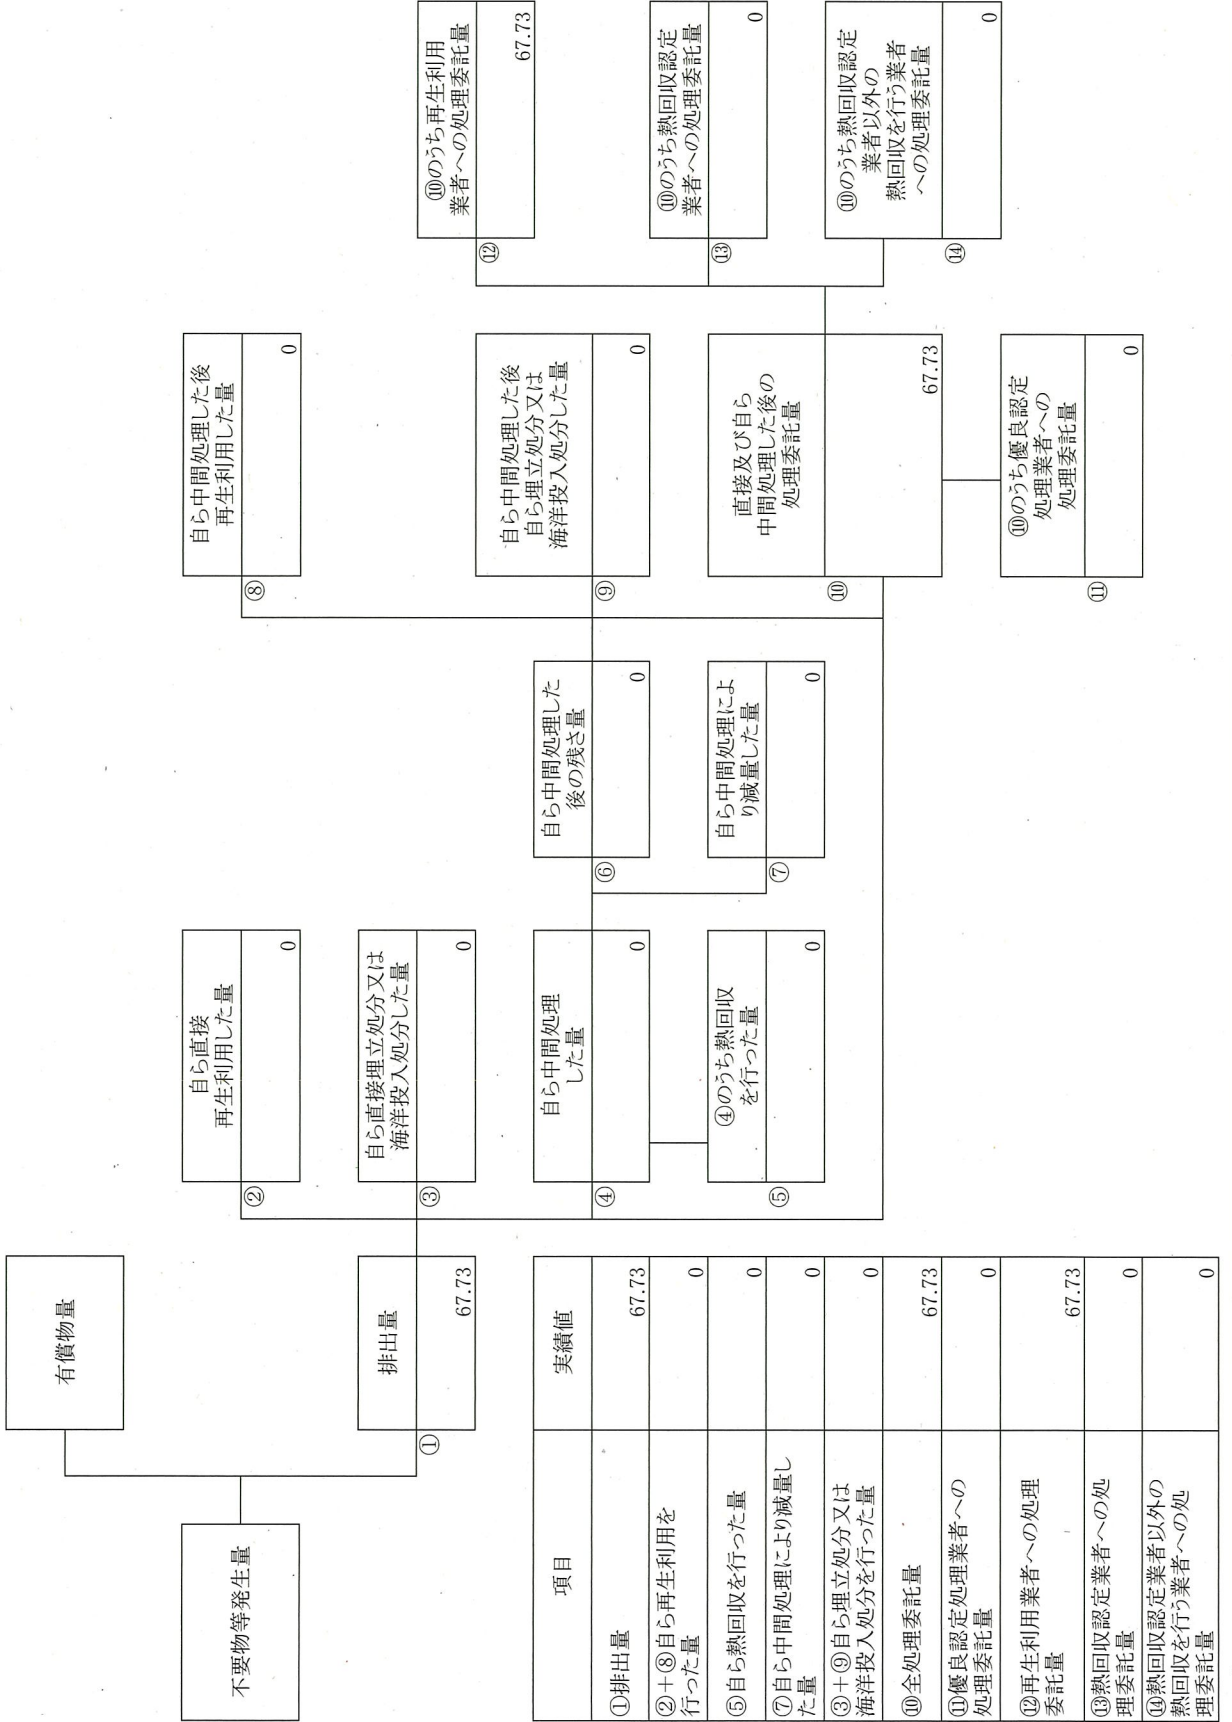 不要物等発生量
有償物量
排出量
①
67.73
②
自ら直接
再生利用した量
0
③
自ら直接埋立処分又は
海洋投入処分した量
0
④
自ら中間処理
した量
0
⑤
④のうち熱回収
を行った量
0
⑥
自ら中間処理した
後の残さ量
0
⑦
自ら中間処理によ
り減量した量
0
⑧
自ら中間処理した後
再生利用した量
0
⑨
自ら中間処理した後
自ら埋立処分又は
海洋投入処分した量
0
⑩
直接及び自ら
中間処理した後の
処理委託量
67.73
⑪
⑩のうち優良認定
処理業者への
処理委託量
0
⑫
⑩のうち再生利用
業者への処理委託量
67.73
⑬
⑩のうち熱回収認定
業者への処理委託量
0
⑭
⑩のうち熱回収認定
業者以外の
熱回収を行う業者
への処理委託量
0
項目 実績値
①排出量 67.73
②+⑧自ら再生利用を
行った量 0
⑤自ら熱回収を行った量 0
⑦自ら中間処理により減量し
た量 0
③+⑨自ら埋立処分又は
海洋投入処分を行った量 0
⑩全処理委託量 67.73
⑪優良認定処理業者への
処理委託量 0
⑫再生利用業者への処理
委託量 67.73
⑬熱回収認定業者への処
理委託量 0
⑭熱回収認定業者以外の
熱回収を行う業者への処
理委託量 0